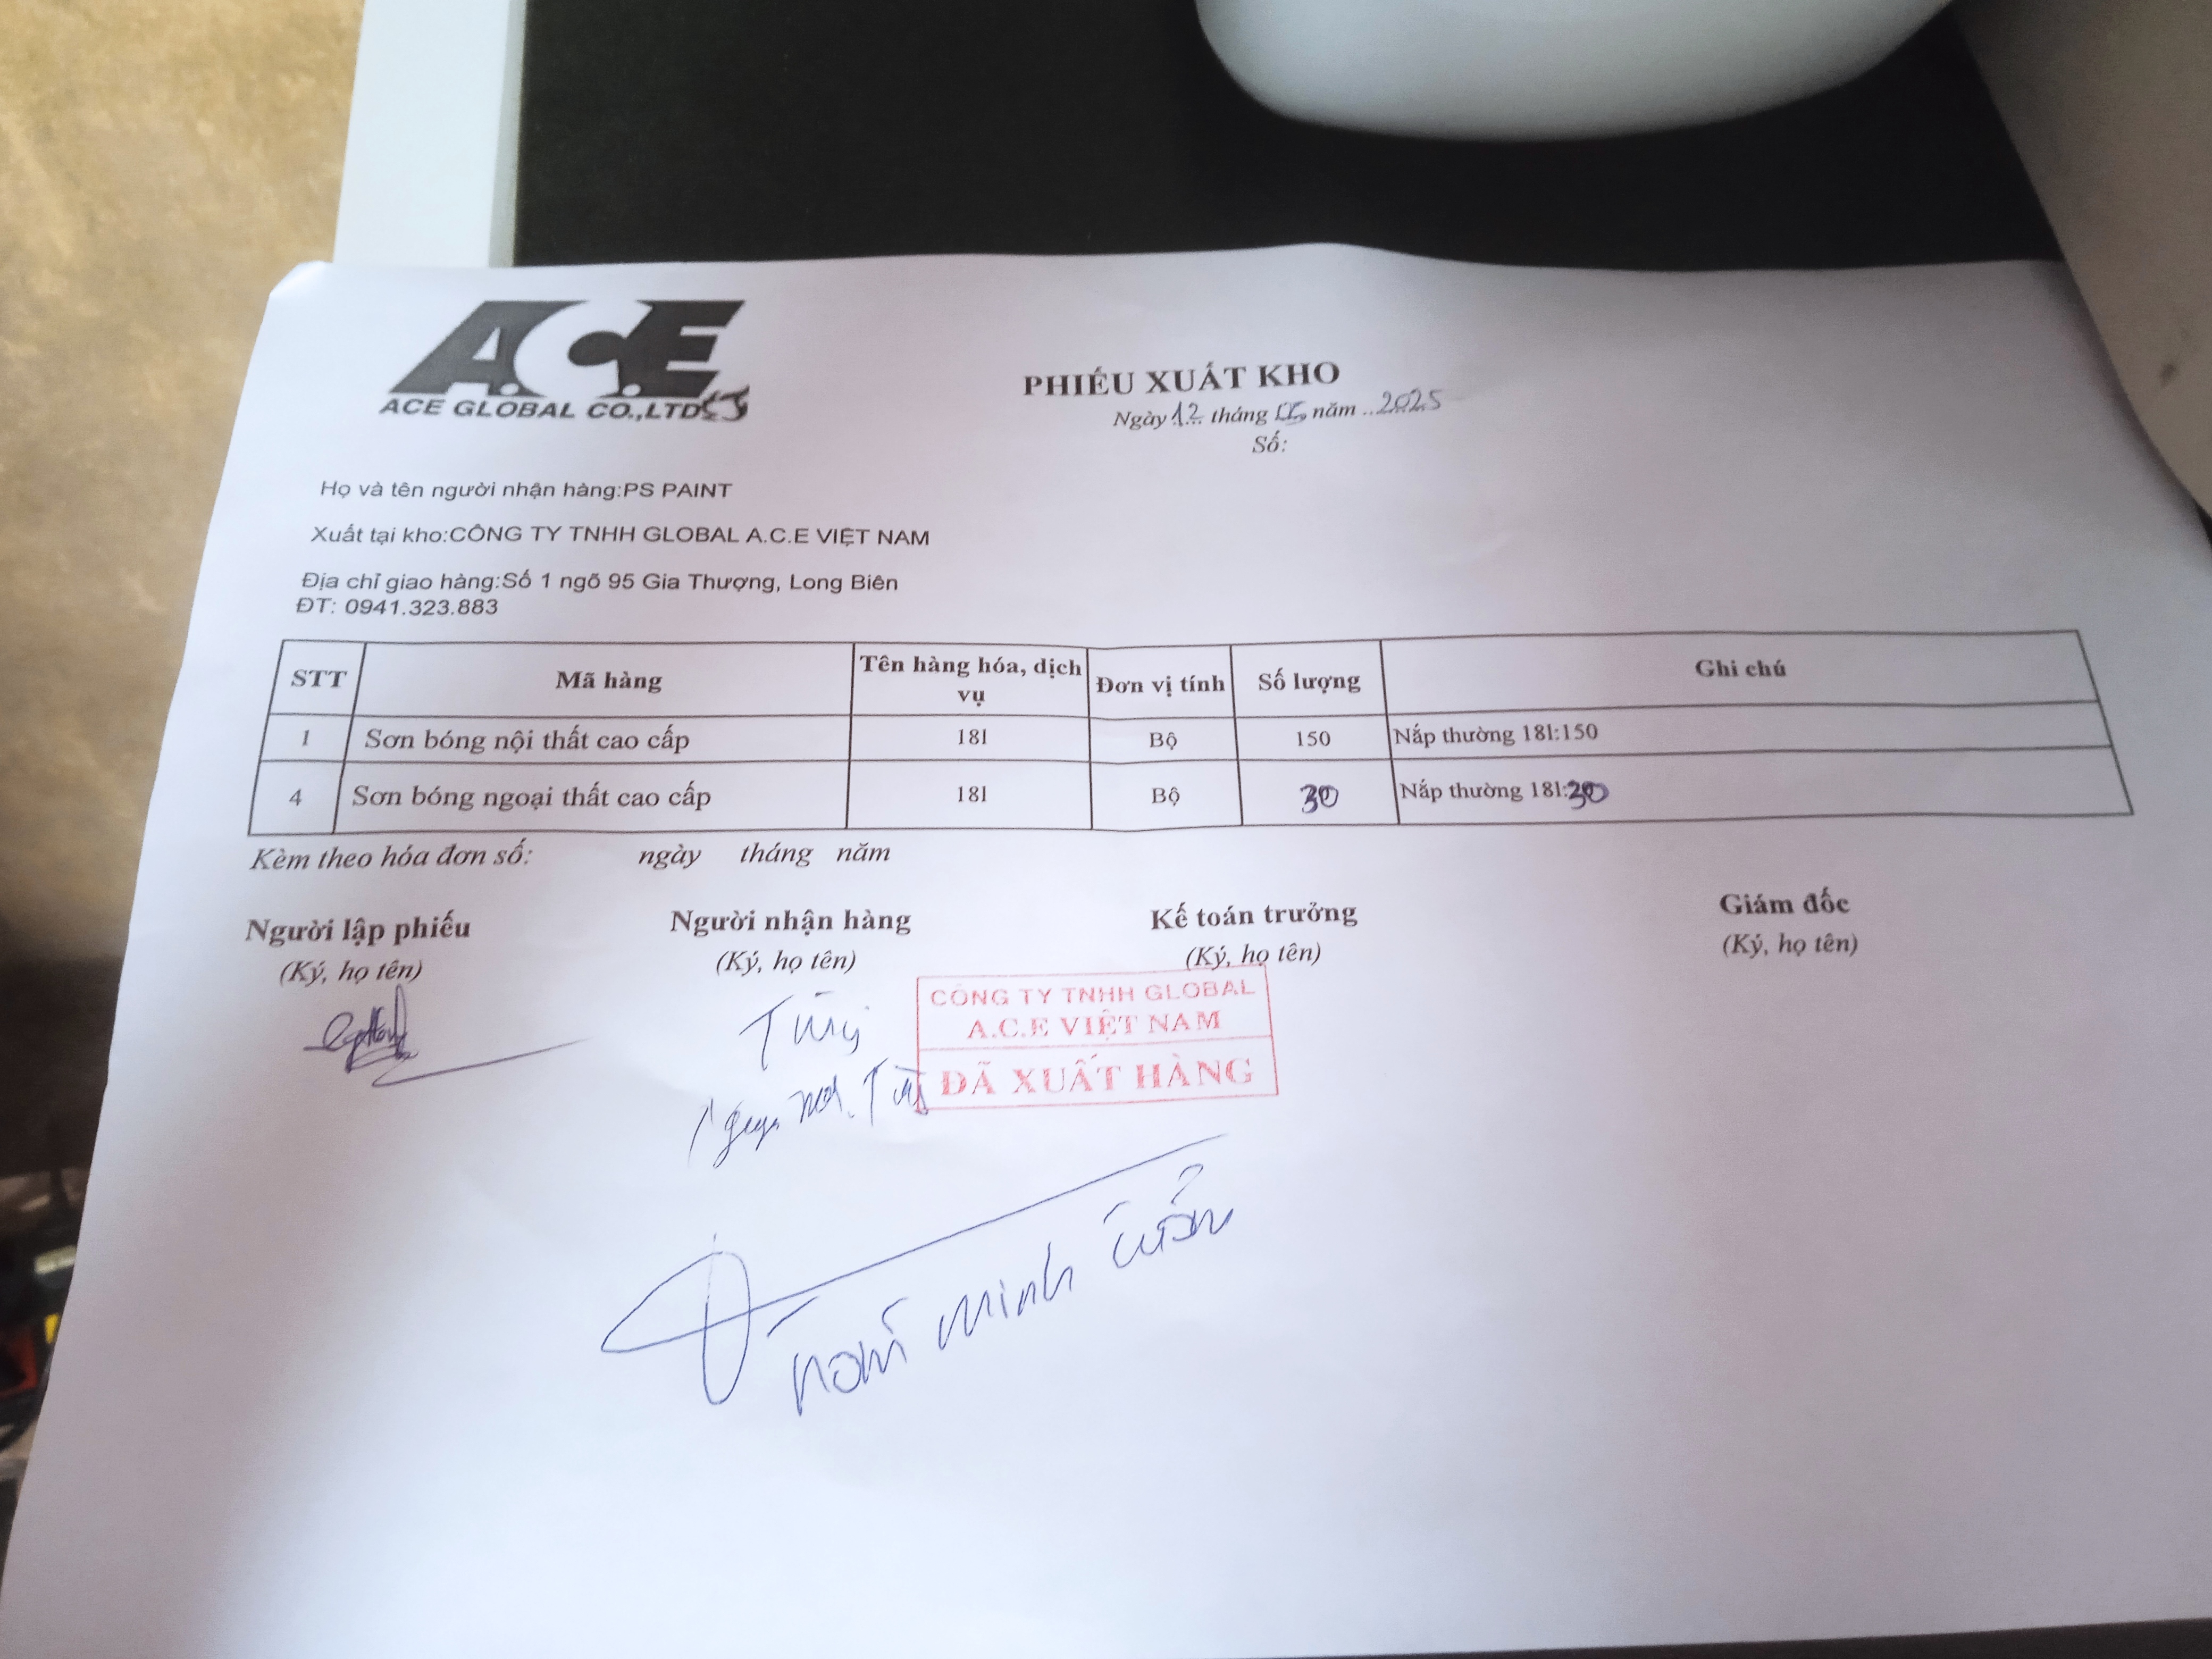 A.C.E
ACE GLOBAL CO.,LTD
PHIẾU XUẤT KHO
Ngày 12 tháng năm 2025
Số:
Họ và tên người nhận hàng:PS PAINT
Xuất tại kho:CÔNG TY TNHH GLOBAL A.C.E VIỆT NAM
Địa chỉ giao hàng:Số 1 ngõ 95 Gia Thượng, Long Biên
ĐT: 0941.323.883
STT Mã hàng Tên hàng hóa, dịch vụ Đơn vị tính Số lượng Ghi chú
1 Sơn bóng nội thất cao cấp 18l Bộ 150 Nắp thường 18l:150
4 Sơn bóng ngoại thất cao cấp 18l Bộ 30 Nắp thường 18l:30
Kèm theo hóa đơn số: ngày tháng năm
Người lập phiếu Người nhận hàng Kế toán trưởng Giám đốc
(Ký, họ tên) (Ký, họ tên) (Ký, họ tên) (Ký, họ tên)
CÔNG TY TNHH GLOBAL
A.C.E VIỆT NAM
ĐÃ XUẤT HÀNG
minh